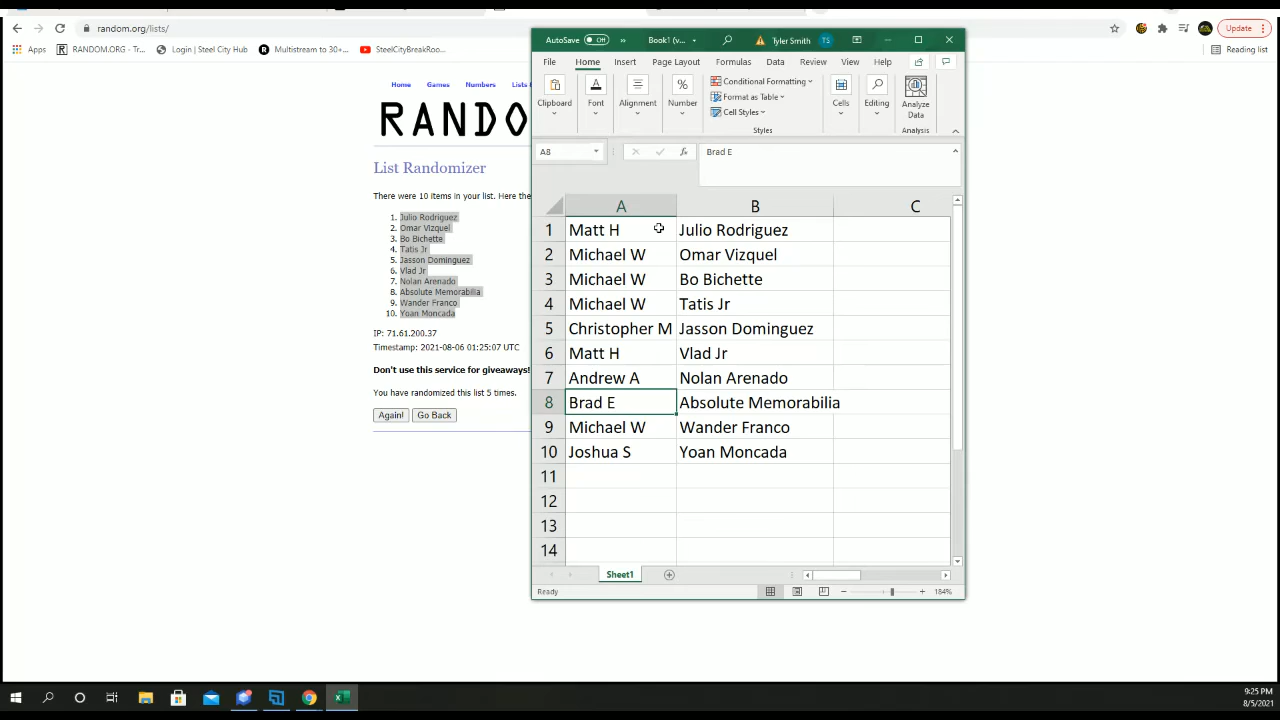 random.org/lists/
Update
Apps
RANDOM.ORG - Tr...
Login | Steel City Hub
Multistream to 30+...
SteelCityBreakRoo...
Reading list
Home
Games
Numbers
Lists
RANDO
List Randomizer
There were 10 items in your list. Here the
1. Julio Rodriguez
2. Omar Vizquel
3. Bo Bichette
4. Tatis Jr
5. Jasson Dominguez
6. Vlad Jr
7. Nolan Arenado
8. Absolute Memorabilia
9. Wander Franco
10. Yoan Moncada
IP: 71.61.200.37
Timestamp: 2021-08-06 01:25:07 UTC
Don't use this service for giveaways!
You have randomized this list 5 times.
Again!
Go Back
AutoSave Off
Book1 (v...
Tyler Smith
TS
File
Home
Insert
Page Layout
Formulas
Data
Review
View
Help
Clipboard
Font
Alignment
Number
Conditional Formatting
Format as Table
Cell Styles
Styles
Cells
Editing
Analyze
Data
Analysis
A8
fx
Brad E
A B C
1 Matt H Julio Rodriguez
2 Michael W Omar Vizquel
3 Michael W Bo Bichette
4 Michael W Tatis Jr
5 Christopher M Jasson Dominguez
6 Matt H Vlad Jr
7 Andrew A Nolan Arenado
8 Brad E Absolute Memorabilia
9 Michael W Wander Franco
10 Joshua S Yoan Moncada
11
12
13
14
Sheet1
Ready
184%
9:25 PM
8/5/2021